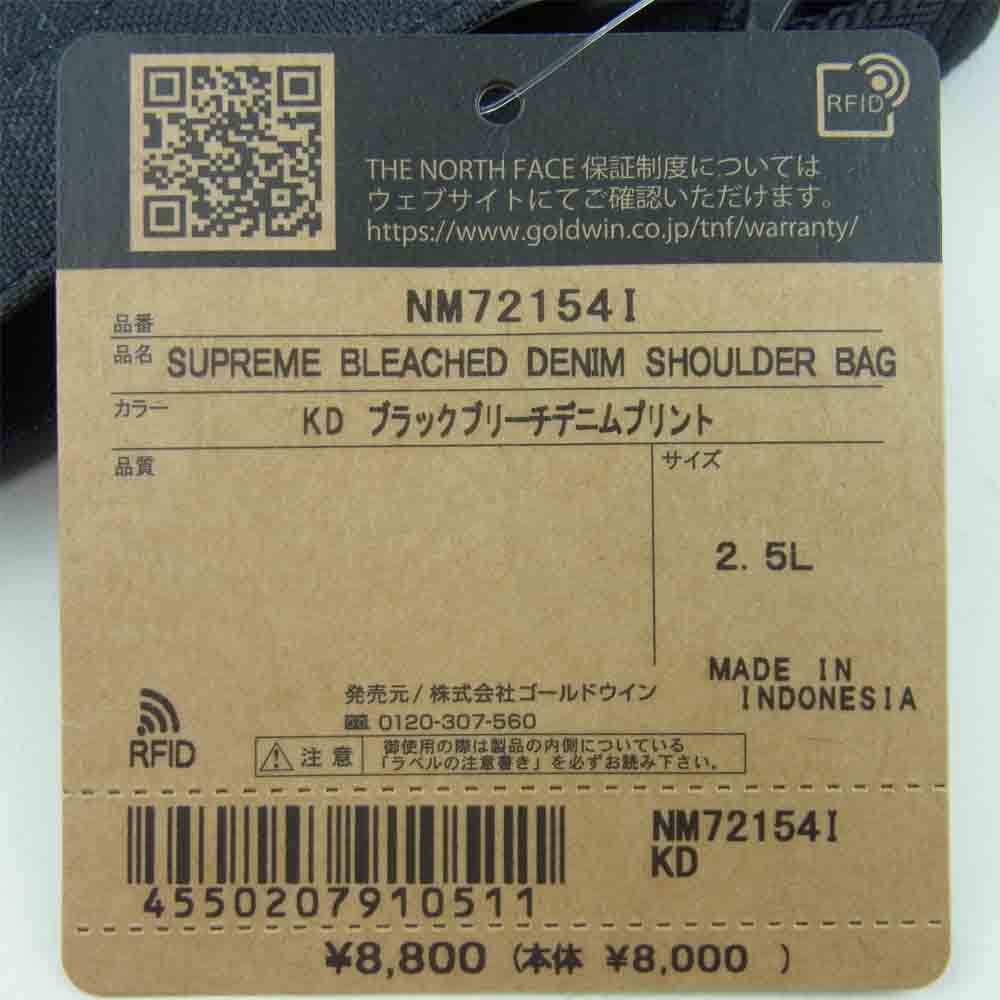 RFID
THE NORTH FACE 保証制度については
ウェブサイトにてご確認いただけます。
https://www.goldwin.co.jp/tnf/warranty/
品番 NM72154I
品名 SUPREME BLEACHED DENIM SHOULDER BAG
カラー KD ブラックブリーチデニムプリント
品質 サイズ
2.5L
MADE IN
INDONESIA
発売元/株式会社ゴールドウイン
0120-307-560
RFID
注意 御使用の際は製品の内側についている
「ラベルの注意書き」を必ずお読み下さい。
NM72154I
KD
4550207910511
¥8,800 (本体 ¥8,000 )